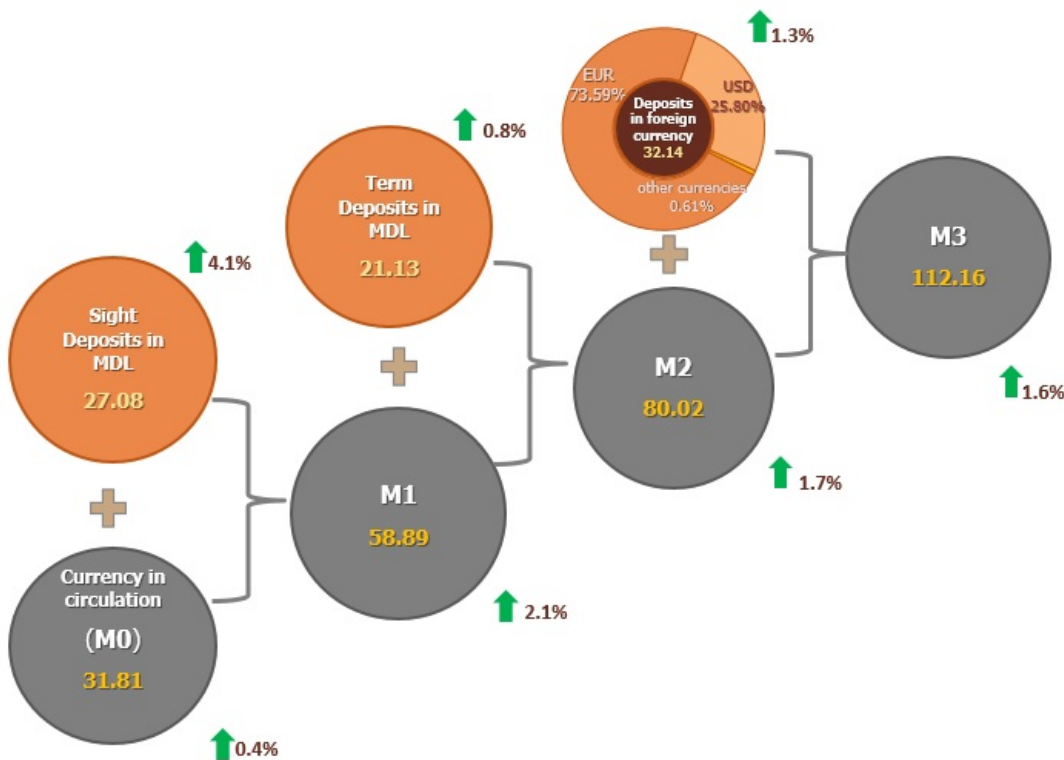 1.3%
EUR
73.59%
USD
25.80%
Deposits
in foreign
currency
32.14
other currencies
0.61%
0.8%
Term
Deposits in
MDL
21.13
M3
112.16
4.1%
Sight
Deposits in
MDL
27.08
M2
80.02
1.6%
M1
58.89
1.7%
Currency in
circulation
(M0)
31.81
2.1%
0.4%